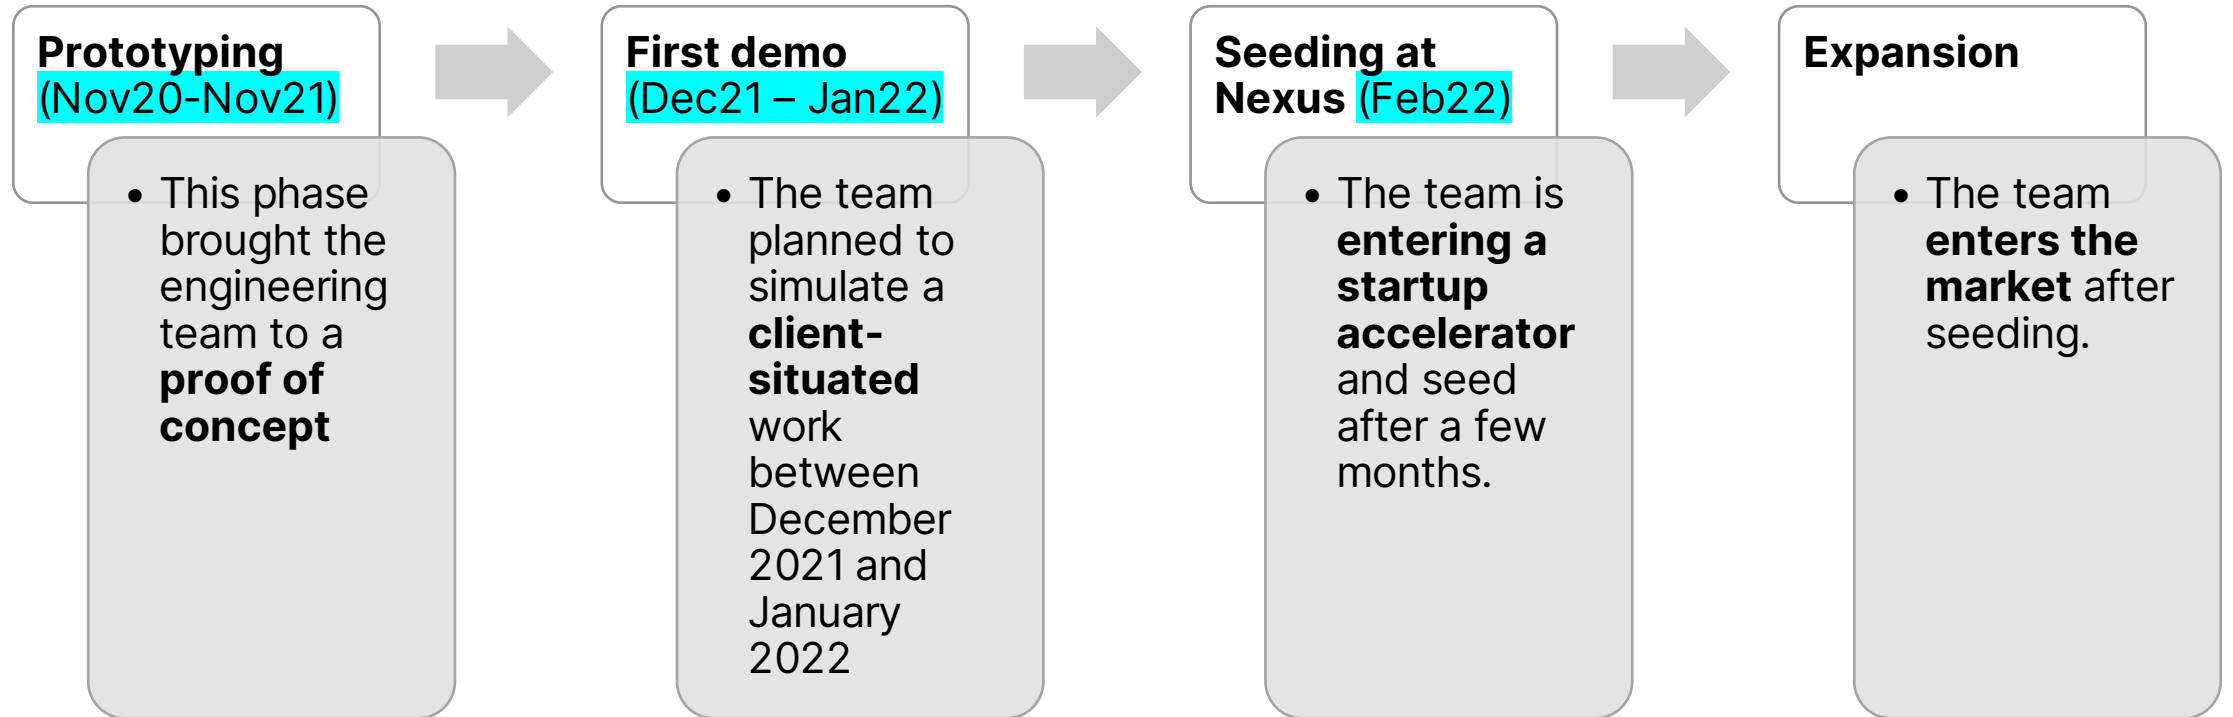 Prototyping
(Nov20-Nov21)
• This phase
brought the
engineering
team to a
proof of
concept
First demo
(Dec21 – Jan22)
• The team
planned to
simulate a
client-
situated
work
between
December
2021 and
January
2022
Seeding at
Nexus (Feb22)
• The team is
entering a
startup
accelerator
and seed
after a few
months.
Expansion
• The team
enters the
market after
seeding.